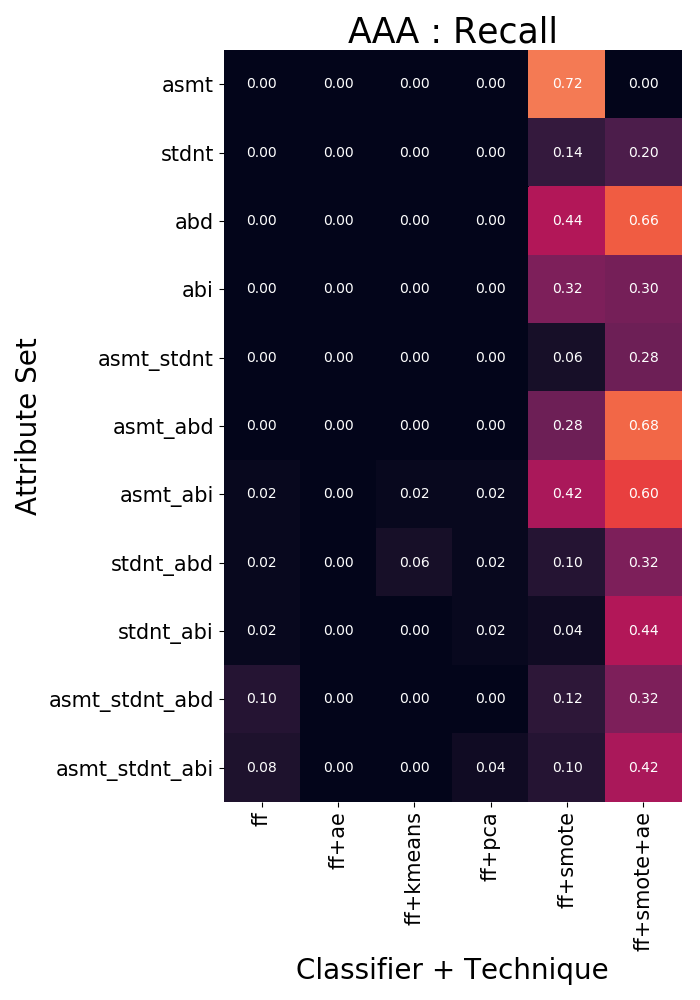 AAA : Recall
asmt 0.00 0.00 0.00 0.00 0.72 0.00
stdnt 0.00 0.00 0.00 0.00 0.14 0.20
abd 0.00 0.00 0.00 0.00 0.44 0.66
abi 0.00 0.00 0.00 0.00 0.32 0.30
asmt_stdnt 0.00 0.00 0.00 0.00 0.06 0.28
asmt_abd 0.00 0.00 0.00 0.00 0.28 0.68
asmt_abi 0.02 0.00 0.02 0.02 0.42 0.60
stdnt_abd 0.02 0.00 0.06 0.02 0.10 0.32
stdnt_abi 0.02 0.00 0.00 0.02 0.04 0.44
asmt_stdnt_abd 0.10 0.00 0.00 0.00 0.12 0.32
asmt_stdnt_abi 0.08 0.00 0.00 0.04 0.10 0.42
Attribute Set
ff
ff+ae
ff+kmeans
ff+pca
ff+smote
ff+smote+ae
Classifier + Technique